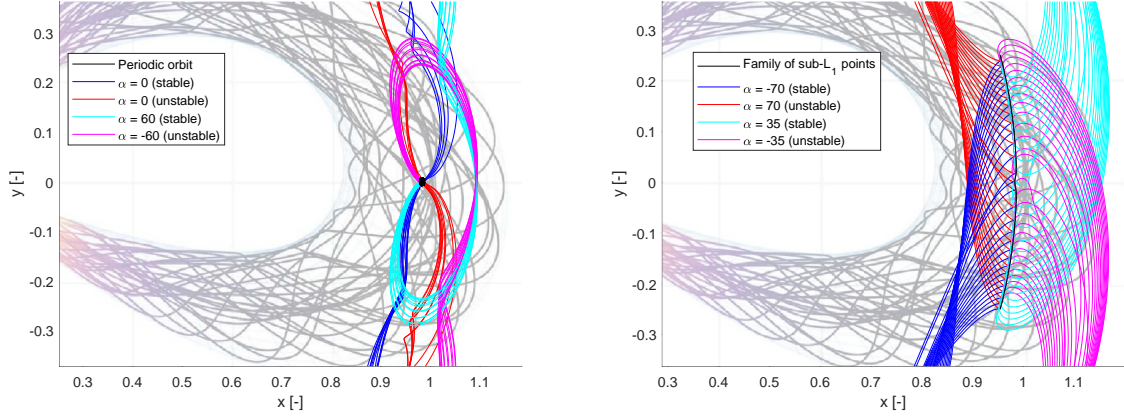 0.3
0.2
0.1
0
-0.1
-0.2
-0.3
y [-]
Periodic orbit
α = 0 (stable)
α = 0 (unstable)
α = 60 (stable)
α = -60 (unstable)
0.3 0.4 0.5 0.6 0.7 0.8 0.9 1 1.1
x [-]
0.3
0.2
0.1
0
-0.1
-0.2
-0.3
y [-]
Family of sub-L₁ points
α = -70 (stable)
α = 70 (unstable)
α = 35 (stable)
α = -35 (unstable)
0.3 0.4 0.5 0.6 0.7 0.8 0.9 1 1.1
x [-]